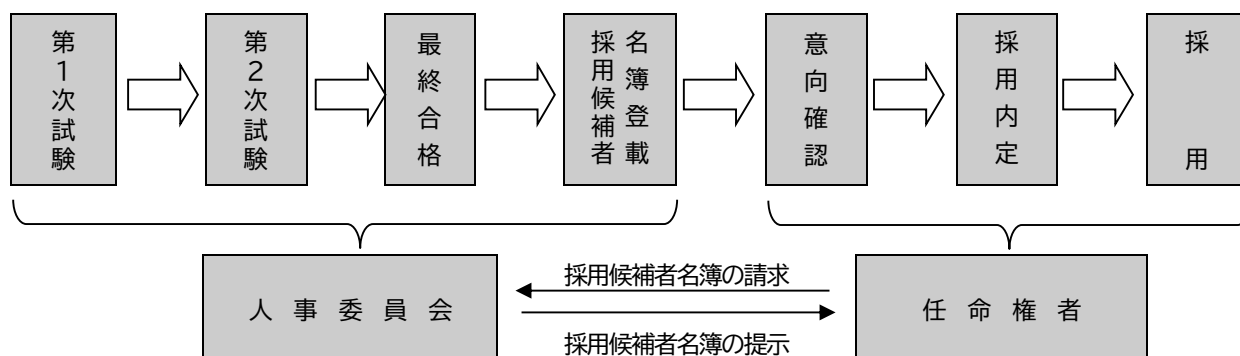 第１次試験
第２次試験
最終合格
採用候補者
名簿登載
意向確認
採用内定
採用
人事委員会
採用候補者名簿の請求
採用候補者名簿の提示
任命権者